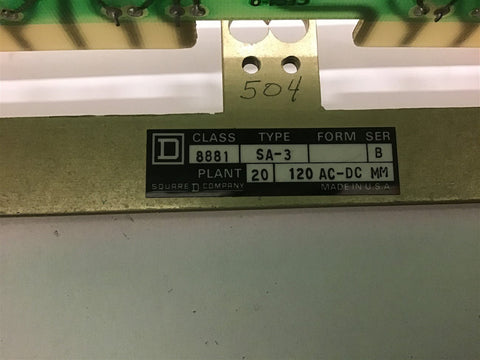 504
CLASS TYPE FORM SER
8881 SA-3 B
PLANT 20 120 AC-DC MM
SQUARE D COMPANY MADE IN U.S.A.